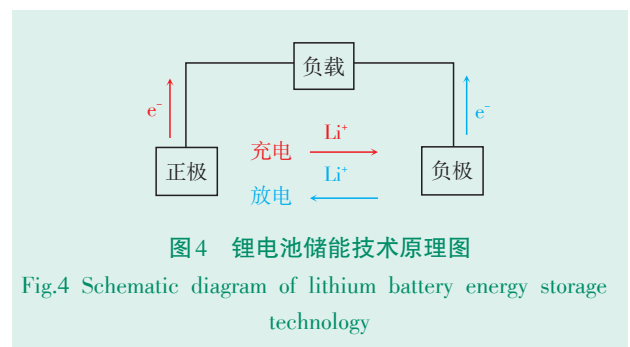 负载
e⁻
e⁻
Li⁺
充电
正极
负极
Li⁺
放电
图4 锂电池储能技术原理图
Fig.4 Schematic diagram of lithium battery energy storage
technology